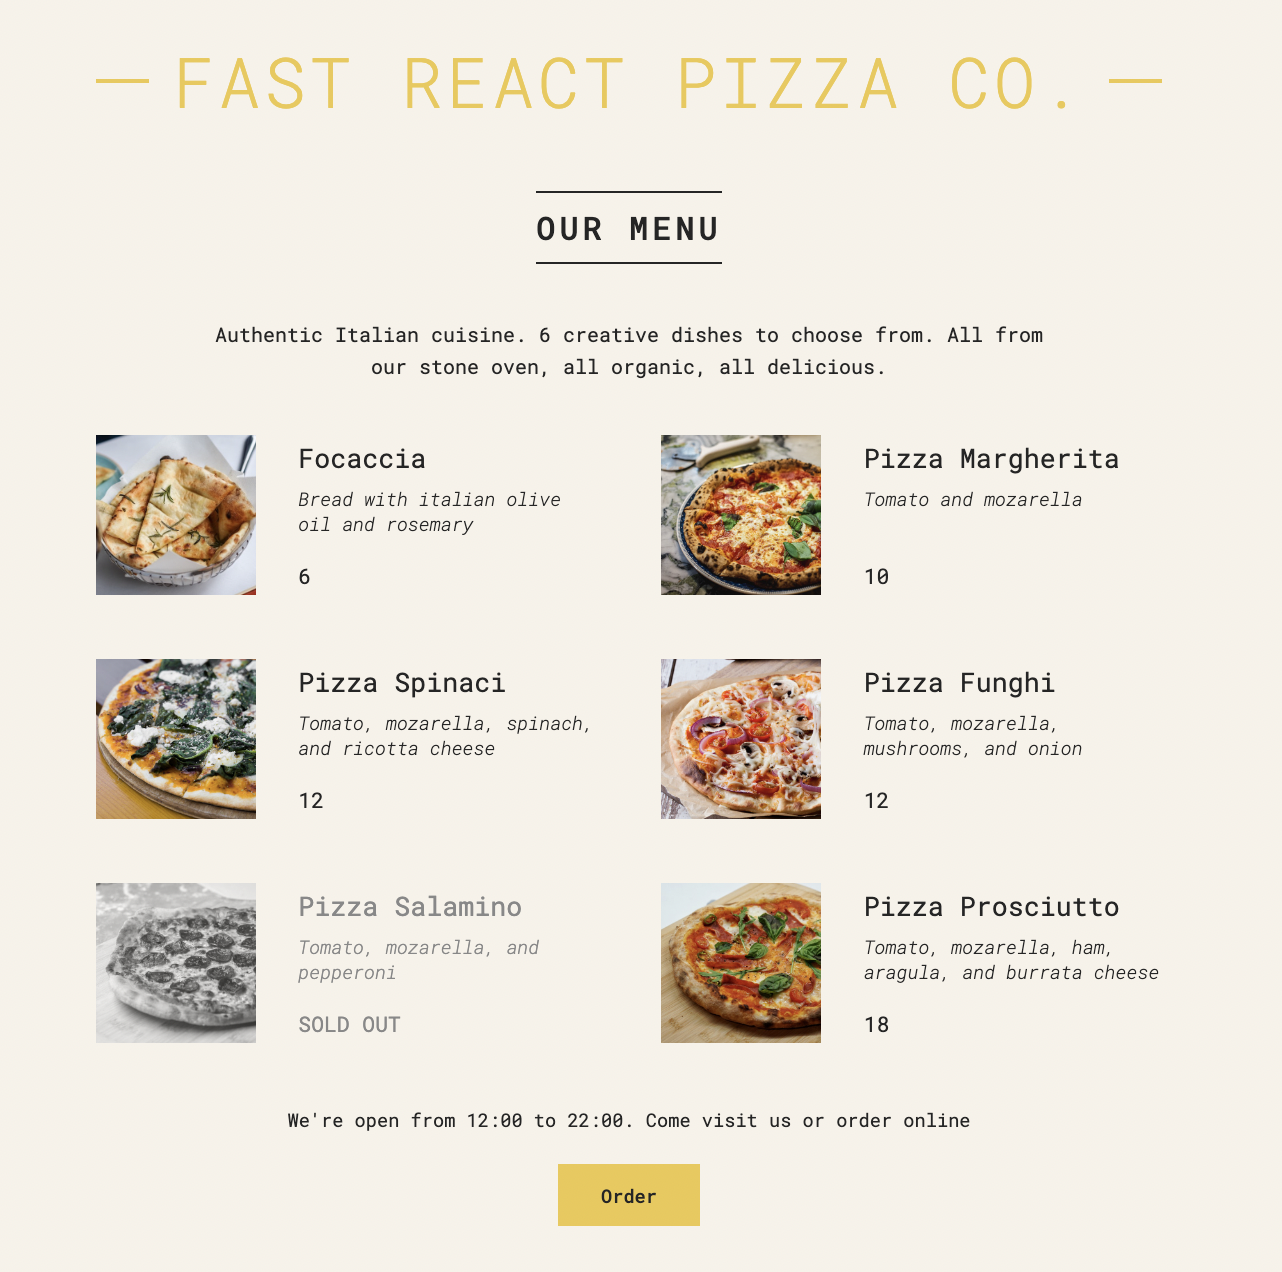 — FAST REACT PIZZA CO. —
OUR MENU
Authentic Italian cuisine. 6 creative dishes to choose from. All from
our stone oven, all organic, all delicious.
Focaccia
Bread with italian olive
oil and rosemary
6
Pizza Margherita
Tomato and mozarella
10
Pizza Spinaci
Tomato, mozarella, spinach,
and ricotta cheese
12
Pizza Funghi
Tomato, mozarella,
mushrooms, and onion
12
Pizza Salamino
Tomato, mozarella, and
pepperoni
SOLD OUT
Pizza Prosciutto
Tomato, mozarella, ham,
aragula, and burrata cheese
18
We're open from 12:00 to 22:00. Come visit us or order online
Order